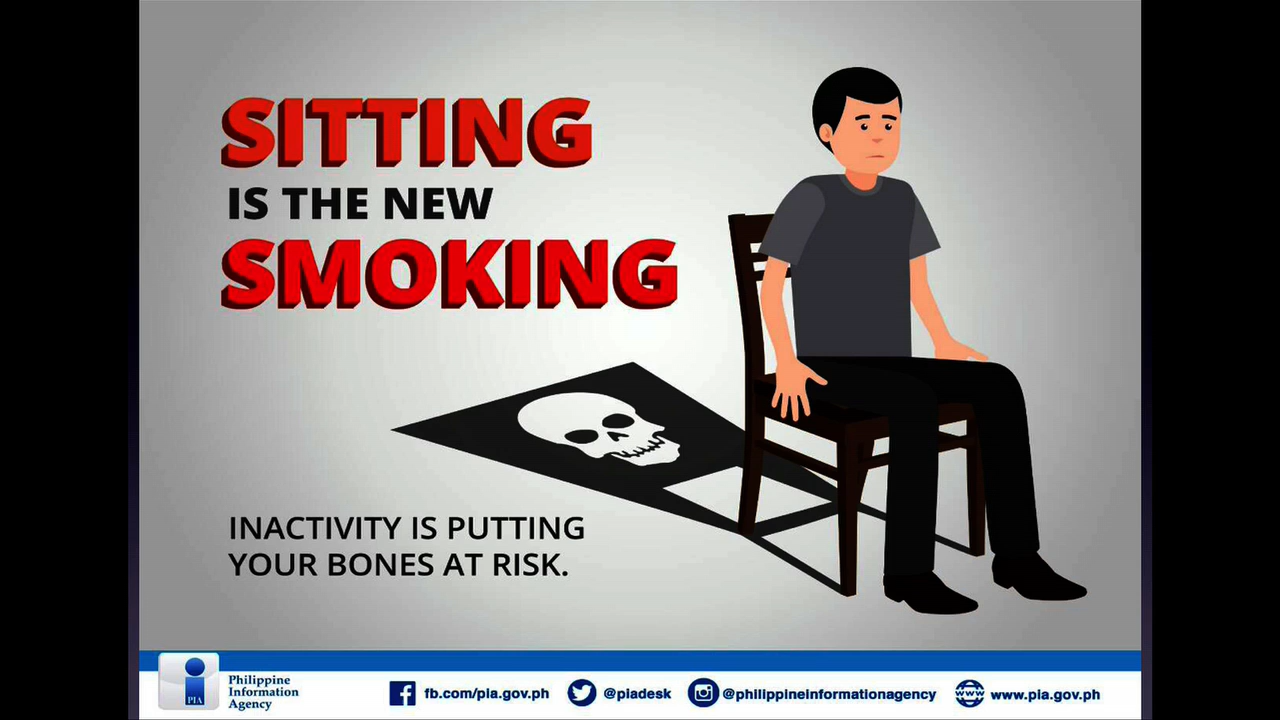 SITTING
IS THE NEW
SMOKING
INACTIVITY IS PUTTING
YOUR BONES AT RISK.
PIA
Philippine
Information
Agency
fb.com/pia.gov.ph
@piadesk
@philippineinformationagency
www
www.pia.gov.ph